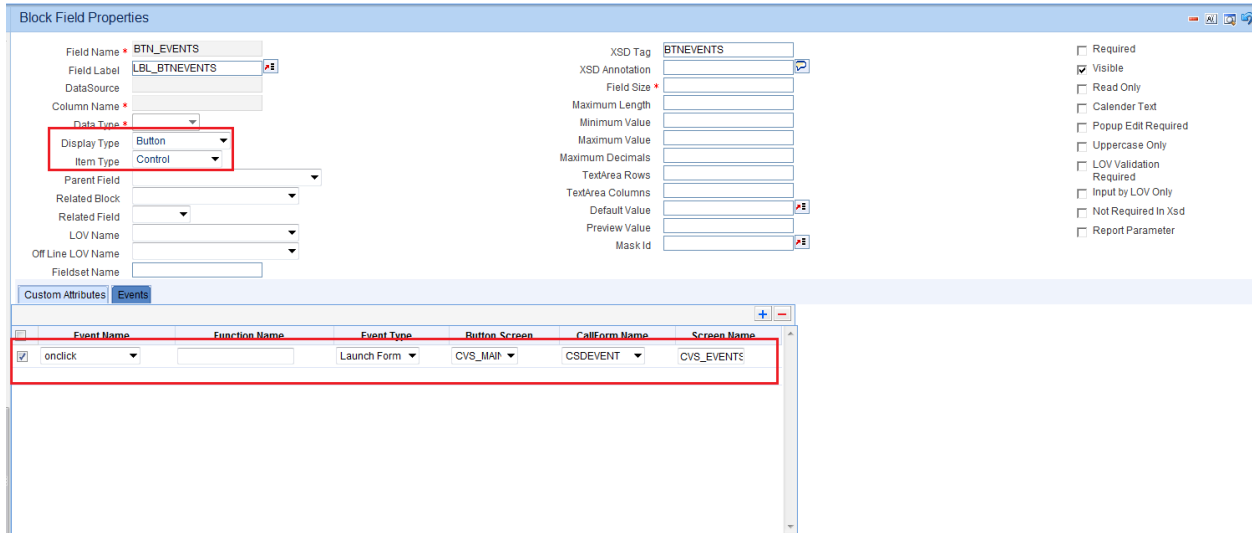 Block Field Properties
Field Name * BTN_EVENTS
Field Label LBL_BTNEVENTS
DataSource
Column Name *
Data Type *
Display Type Button
Item Type Control
Parent Field
Related Block
Related Field
LOV Name
Off Line LOV Name
Fieldset Name
XSD Tag BTNEVENTS
XSD Annotation
Field Size *
Maximum Length
Minimum Value
Maximum Value
Maximum Decimals
TextArea Rows
TextArea Columns
Default Value
Preview Value
Mask Id
Required
Visible
Read Only
Calender Text
Popup Edit Required
Uppercase Only
LOV Validation
Required
Input by LOV Only
Not Required In Xsd
Report Parameter
Custom Attributes Events
Event Name Function Name Event Type Button Screen CallForm Name Screen Name
onclick Launch Form CVS_MAIN CSDEVENT CVS_EVENTS